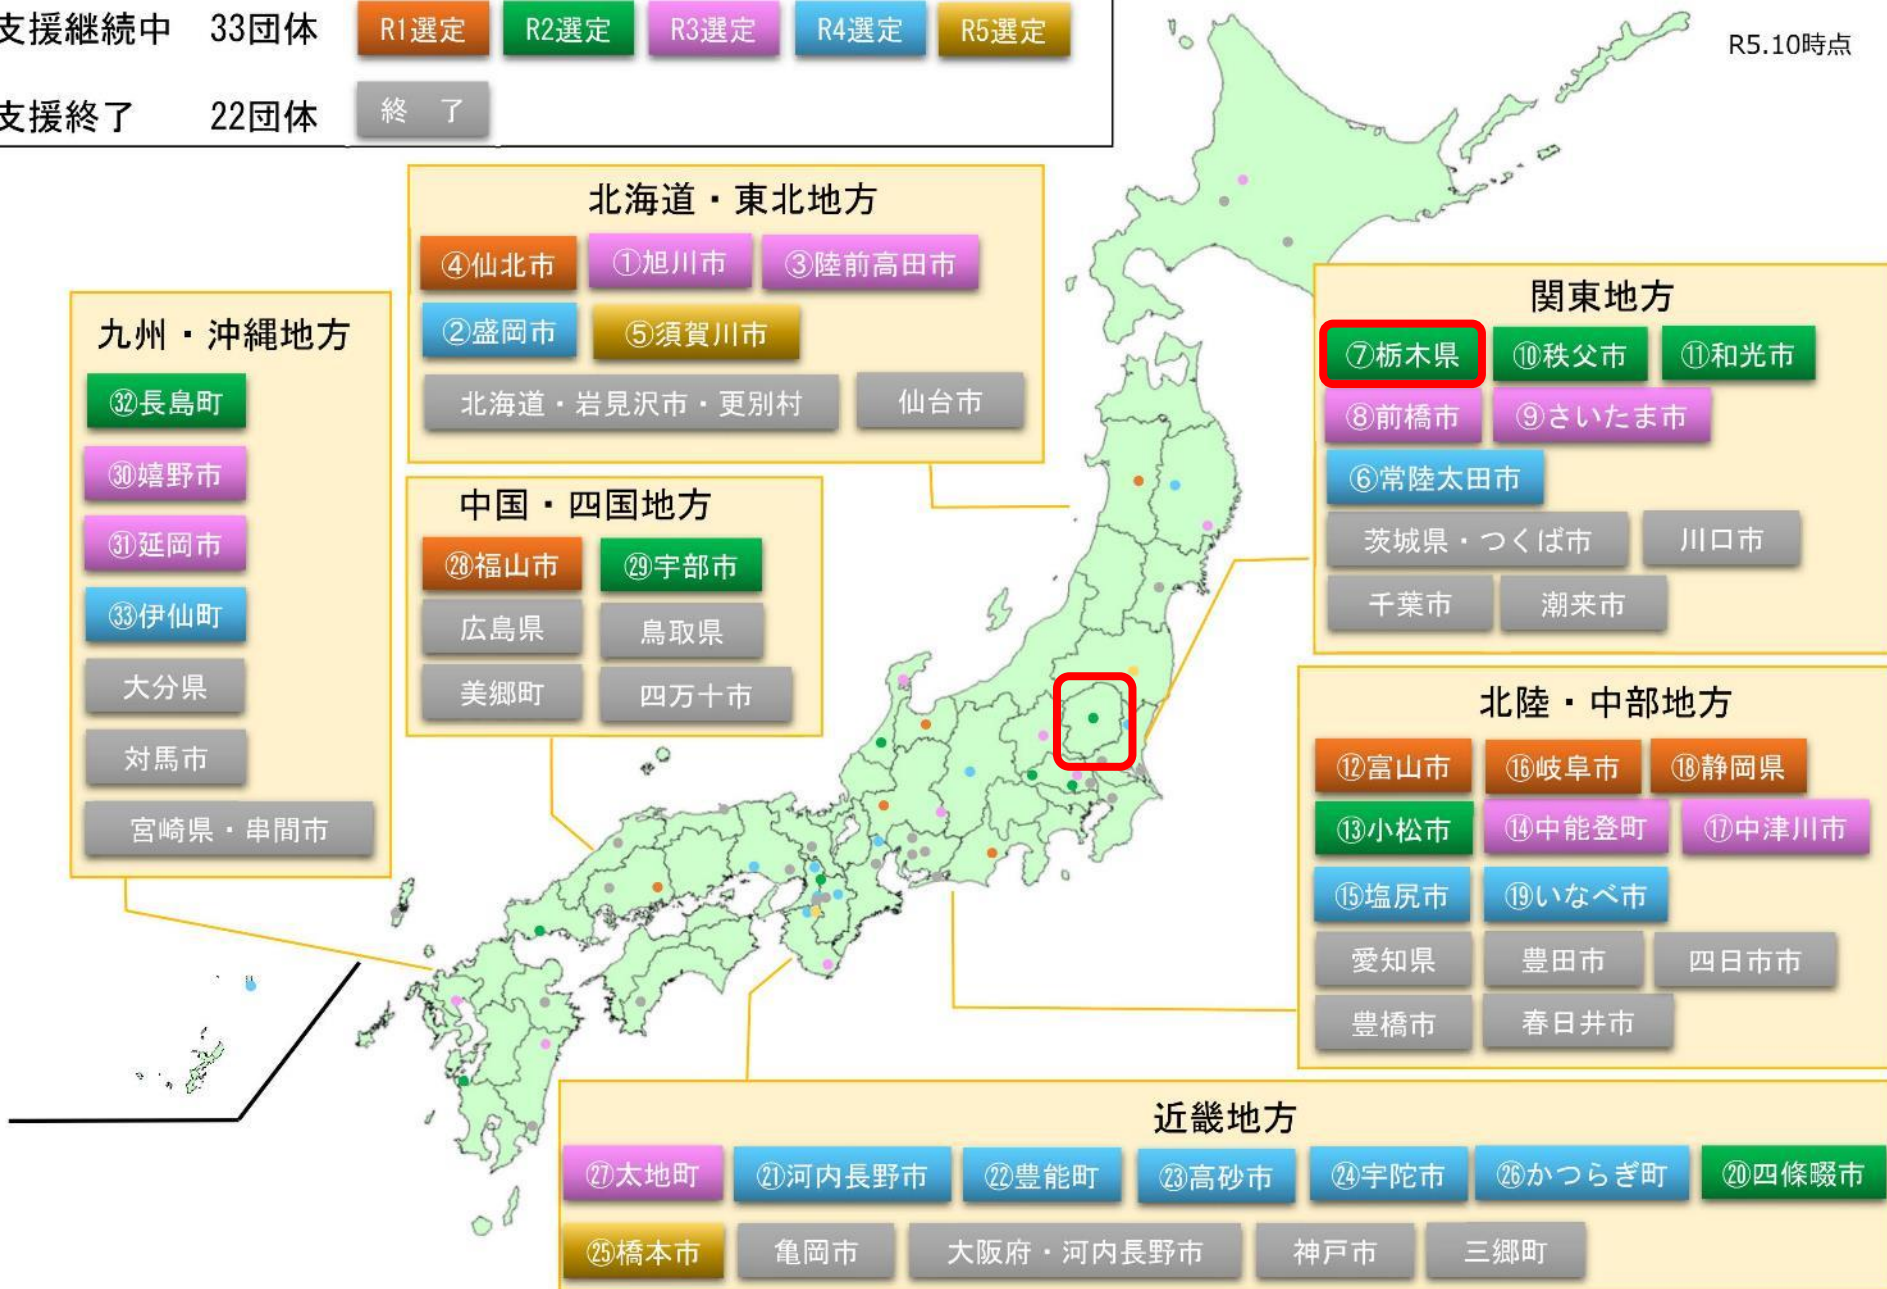 支援継続中 33団体 R1選定 R2選定 R3選定 R4選定 R5選定
支援終了 22団体 終 了
R5.10時点
北海道・東北地方
④仙北市 ①旭川市 ③陸前高田市
②盛岡市 ⑤須賀川市
北海道・岩見沢市・更別村 仙台市
関東地方
⑦栃木県 ⑩秩父市 ⑪和光市
⑧前橋市 ⑨さいたま市
⑥常陸太田市
茨城県・つくば市 川口市
千葉市 潮来市
九州・沖縄地方
㉜長島町
㉚嬉野市
㉛延岡市
㉝伊仙町
大分県
対馬市
宮崎県・串間市
中国・四国地方
㉘福山市 ㉙宇部市
広島県 鳥取県
美郷町 四万十市
北陸・中部地方
⑫富山市 ⑯岐阜市 ⑱静岡県
⑬小松市 ⑭中能登町 ⑰中津川市
⑮塩尻市 ⑲いなべ市
愛知県 豊田市 四日市市
豊橋市 春日井市
近畿地方
㉗太地町 ㉑河内長野市 ㉒豊能町 ㉓高砂市 ㉔宇陀市 ㉖かつらぎ町 ⑳四條畷市
㉕橋本市 亀岡市 大阪府・河内長野市 神戸市 三郷町